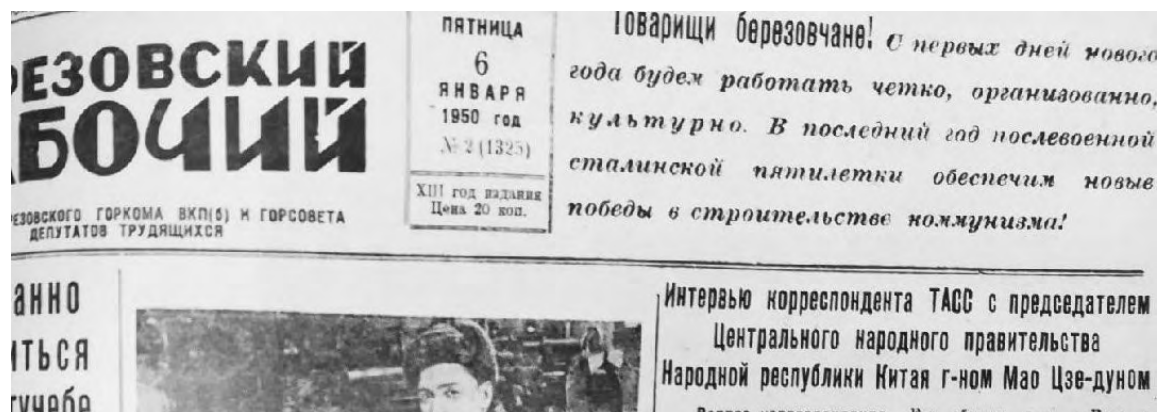 РЕЗОВСКИЙ
БОЧИЙ
ЕЗОВСКОГО ГОРКОМА ВКП(б) И ГОРСОВЕТА
ДЕПУТАТОВ ТРУДЯЩИХСЯ
ПЯТНИЦА
6
ЯНВАРЯ
1950 год
№ 2 (1325)
XIII год издания
Цена 20 коп.
Товарищи березовчане! С первых дней нового
года будем работать четко, организованно,
культурно. В последний год послевоенной
сталинской пятилетки обеспечим новые
победы в строительстве коммунизма!
анно
иться
гучебе
Интервью корреспондента ТАСС с председателем
Центрального народного правительства
Народной республики Китая г-ном Мао Цзе-дуном